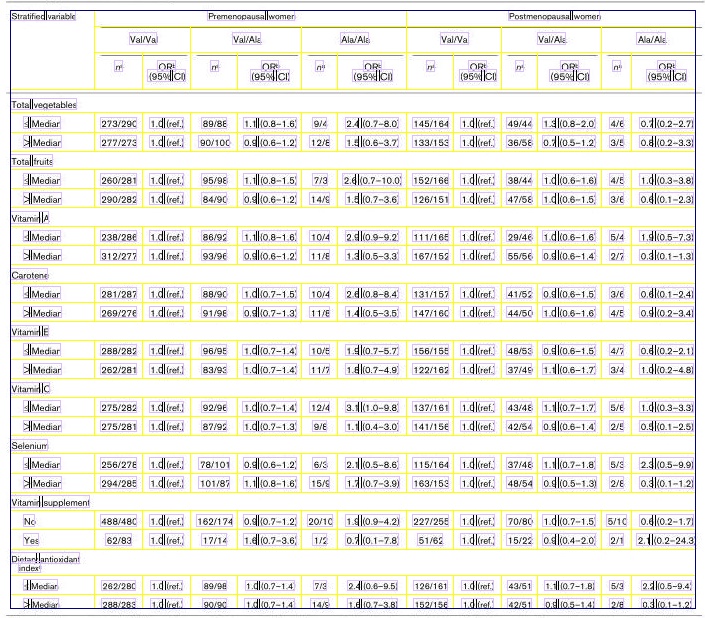 Stratified variable Premenopausal women Postmenopausal women
Val/Val Val/Ala Ala/Ala Val/Val Val/Ala Ala/Ala
n OR (95% CI) n OR (95% CI) n OR (95% CI) n OR (95% CI) n OR (95% CI) n OR (95% CI)
Total vegetables
≤Median 273/290 1.0 (ref.) 89/88 1.1 (0.8–1.6) 9/4 2.4 (0.7–8.0) 145/164 1.0 (ref.) 49/44 1.3 (0.8–2.0) 4/6 0.7 (0.2–2.7)
>Median 277/273 1.0 (ref.) 90/100 0.9 (0.6–1.2) 12/8 1.5 (0.6–3.7) 133/153 1.0 (ref.) 36/58 0.7 (0.5–1.2) 3/5 0.8 (0.2–3.3)
Total fruits
≤Median 260/281 1.0 (ref.) 95/98 1.1 (0.8–1.5) 7/3 2.6 (0.7–10.0) 152/166 1.0 (ref.) 38/44 1.0 (0.6–1.6) 4/5 1.0 (0.3–3.8)
>Median 290/282 1.0 (ref.) 84/90 0.9 (0.6–1.2) 14/9 1.5 (0.7–3.6) 126/151 1.0 (ref.) 47/58 1.0 (0.6–1.5) 3/6 0.6 (0.1–2.3)
Vitamin A
≤Median 238/286 1.0 (ref.) 86/92 1.1 (0.8–1.6) 10/4 2.9 (0.9–9.2) 111/165 1.0 (ref.) 29/46 1.0 (0.6–1.6) 5/4 1.9 (0.5–7.3)
>Median 312/277 1.0 (ref.) 93/96 0.9 (0.6–1.2) 11/8 1.3 (0.5–3.3) 167/152 1.0 (ref.) 55/56 0.9 (0.6–1.4) 2/7 0.3 (0.1–1.3)
Carotene
≤Median 281/287 1.0 (ref.) 88/90 1.0 (0.7–1.5) 10/4 2.6 (0.8–8.4) 131/157 1.0 (ref.) 41/52 0.9 (0.6–1.5) 3/6 0.6 (0.1–2.4)
>Median 269/276 1.0 (ref.) 91/98 0.9 (0.7–1.3) 11/8 1.4 (0.5–3.5) 147/160 1.0 (ref.) 44/50 1.0 (0.6–1.6) 4/5 0.9 (0.2–3.4)
Vitamin E
≤Median 288/282 1.0 (ref.) 96/95 1.0 (0.7–1.4) 10/5 1.9 (0.7–5.7) 156/155 1.0 (ref.) 48/53 0.9 (0.6–1.5) 4/7 0.6 (0.2–2.1)
>Median 262/281 1.0 (ref.) 83/93 1.0 (0.7–1.4) 11/7 1.8 (0.7–4.9) 122/162 1.0 (ref.) 37/49 1.1 (0.6–1.7) 3/4 1.0 (0.2–4.8)
Vitamin C
≤Median 275/282 1.0 (ref.) 92/96 1.0 (0.7–1.4) 12/4 3.1 (1.0–9.8) 137/161 1.0 (ref.) 43/48 1.1 (0.7–1.7) 5/6 1.0 (0.3–3.3)
>Median 275/281 1.0 (ref.) 87/92 1.0 (0.7–1.3) 9/8 1.1 (0.4–3.0) 141/156 1.0 (ref.) 42/54 0.9 (0.6–1.4) 2/5 0.5 (0.1–2.5)
Selenium
≤Median 256/278 1.0 (ref.) 78/101 0.9 (0.6–1.2) 6/3 2.1 (0.5–8.6) 115/164 1.0 (ref.) 37/48 1.1 (0.7–1.8) 5/3 2.3 (0.5–9.9)
>Median 294/285 1.0 (ref.) 101/87 1.1 (0.8–1.6) 15/9 1.7 (0.7–3.9) 163/153 1.0 (ref.) 48/54 0.9 (0.5–1.3) 2/8 0.3 (0.1–1.2)
Vitamin supplement
No 488/480 1.0 (ref.) 162/174 0.9 (0.7–1.2) 20/10 1.9 (0.9–4.2) 227/255 1.0 (ref.) 70/80 1.0 (0.7–1.5) 5/10 0.6 (0.2–1.7)
Yes 62/83 1.0 (ref.) 17/14 1.6 (0.7–3.6) 1/2 0.7 (0.1–7.8) 51/62 1.0 (ref.) 15/22 0.9 (0.4–2.0) 2/1 2.1 (0.2–24.3)
Dietary antioxidant
index
≤Median 262/280 1.0 (ref.) 89/98 1.0 (0.7–1.4 7/3 2.4 (0.6–9.5) 126/161 1.0 (ref.) 43/51 1.1 (0.7–1.8) 5/3 2.2 (0.5–9.4)
>Median 288/283 1.0 (ref.) 90/90 1.0 (0.7–1.4 14/9 1.6 (0.7–3.8) 152/156 1.0 (ref.) 42/51 0.9 (0.5–1.4) 2/8 0.3 (0.1–1.2)